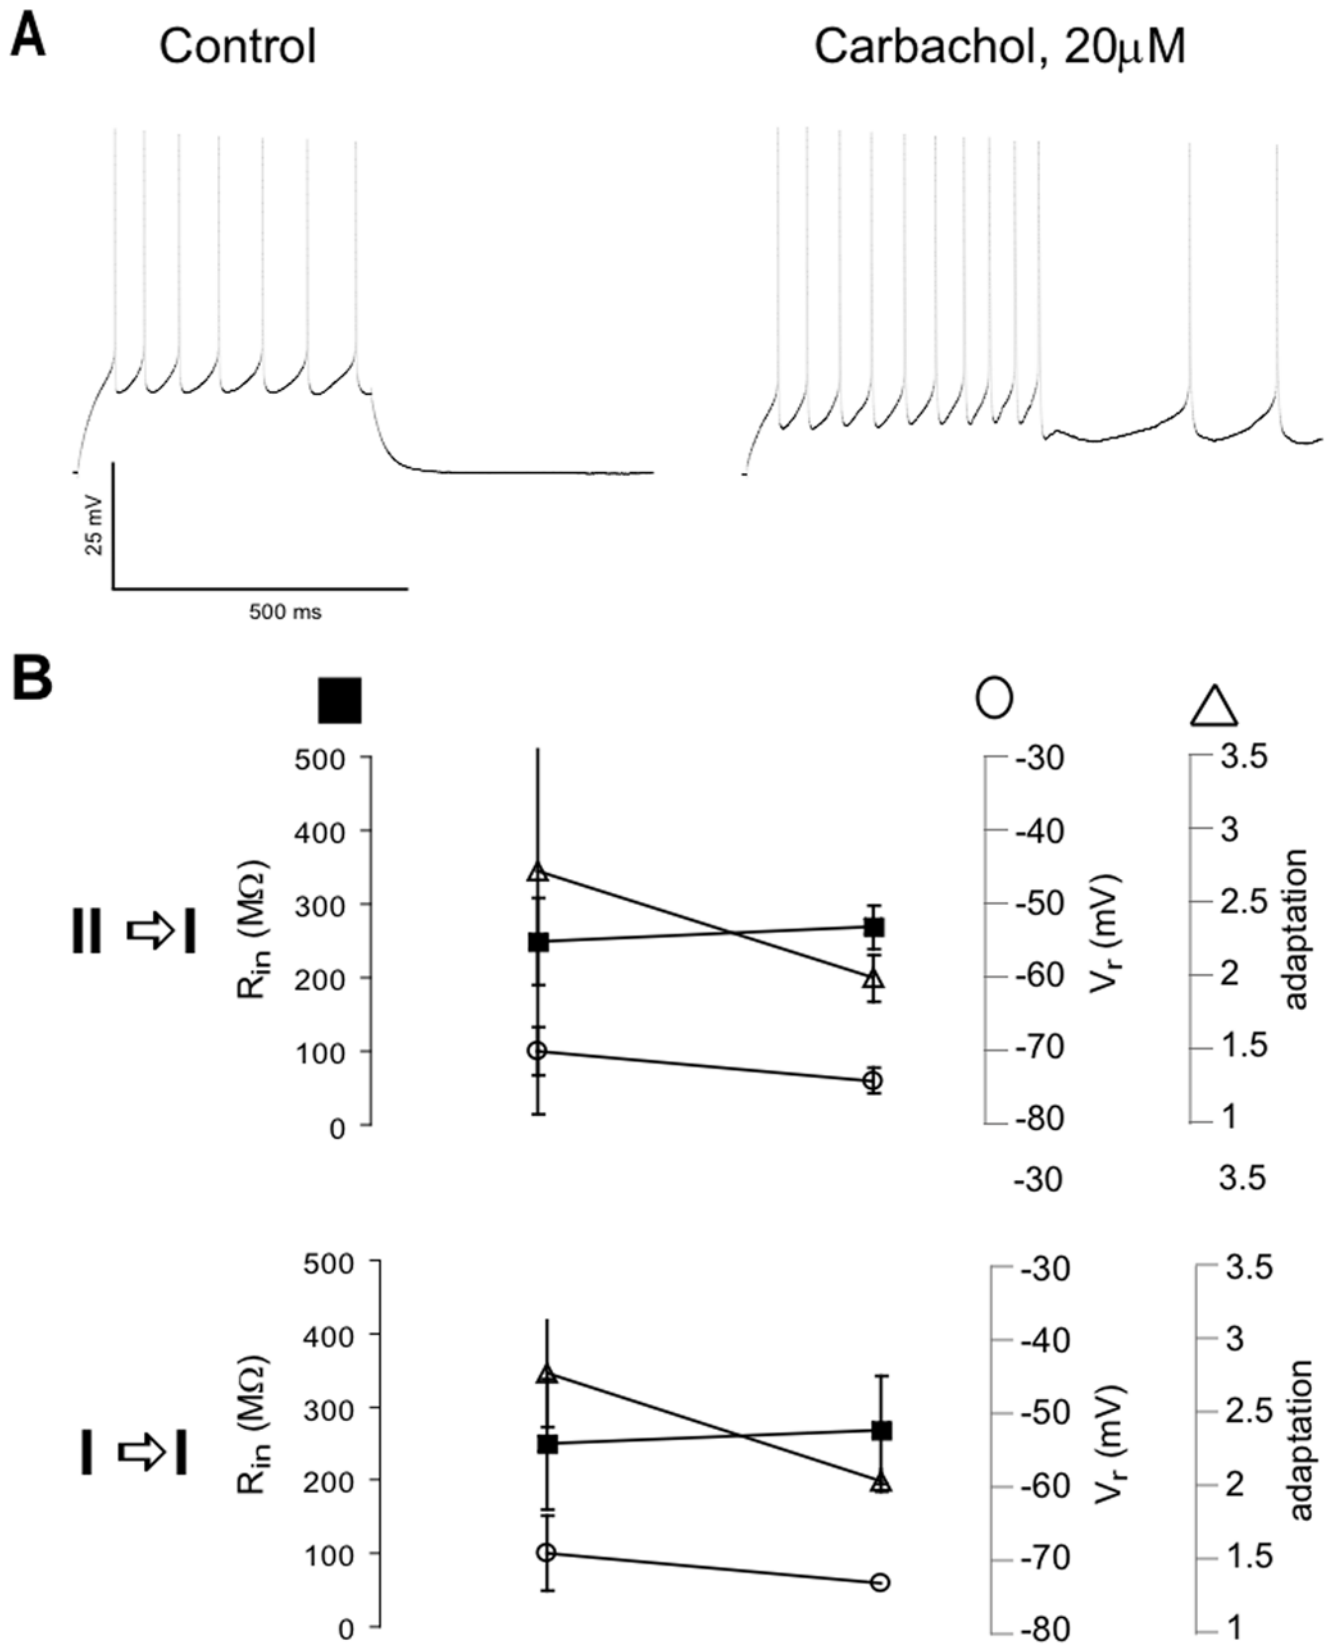 A
Control
Carbachol, 20µM
25 mV
500 ms
B
500
400
300
200
100
0
Rin (MΩ)
-30
-40
-50
-60
-70
-80
Vr (mV)
3.5
3
2.5
2
1.5
1
adaptation
II ⇨ I
-30
3.5
500
400
300
200
100
0
Rin (MΩ)
-30
-40
-50
-60
-70
-80
Vr (mV)
3.5
3
2.5
2
1.5
1
adaptation
I ⇨ I